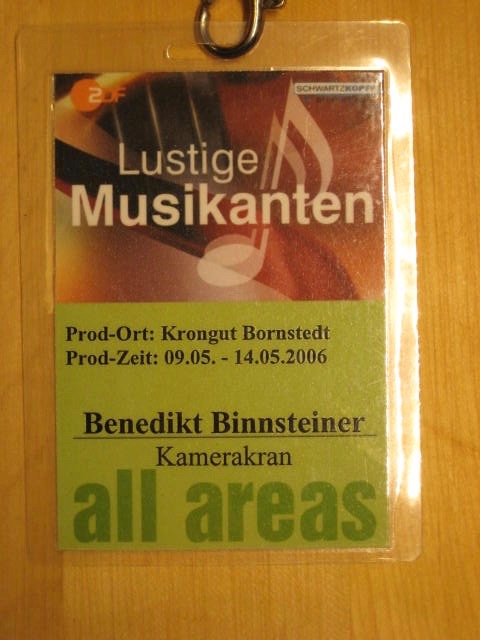 ZDF
SCHWARTZKOPFF
Lustige
Musikanten
Prod-Ort: Krongut Bornstedt
Prod-Zeit: 09.05. - 14.05.2006
Benedikt Binnsteiner
Kamerakran
all areas